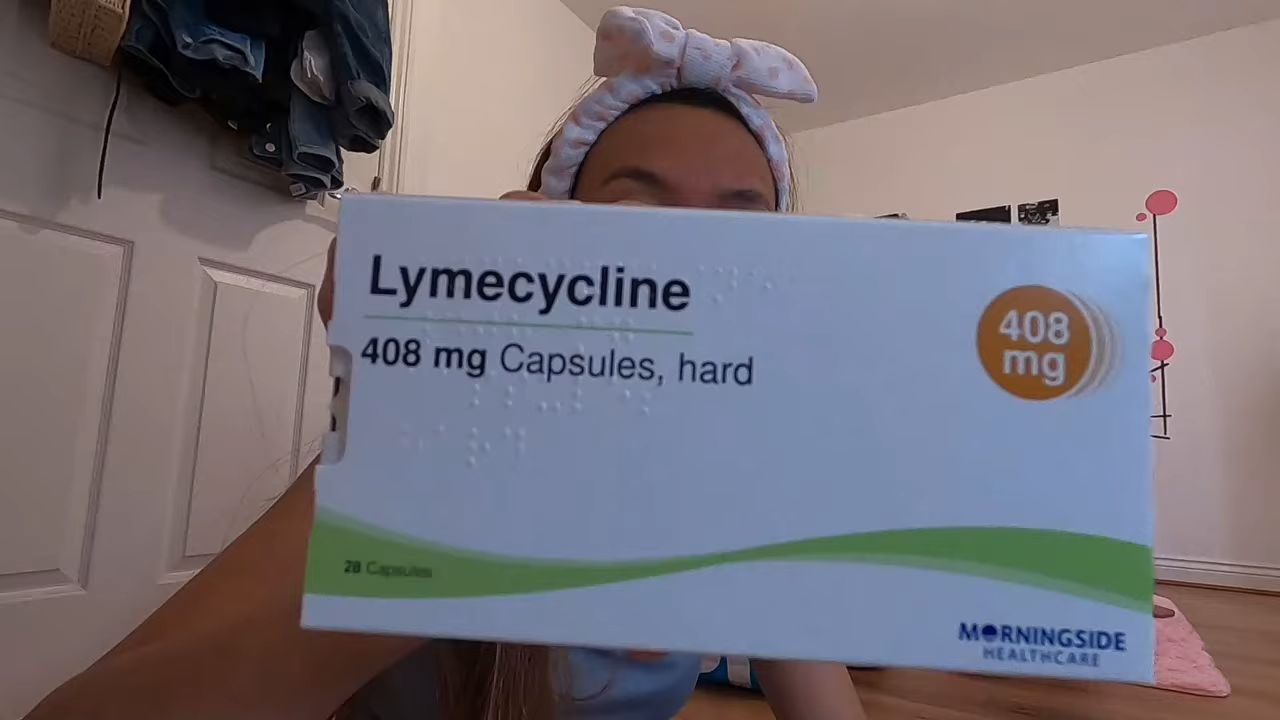 Lymecycline
408 mg Capsules, hard
408
mg
28 Capsules
MORNINGSIDE
HEALTHCARE